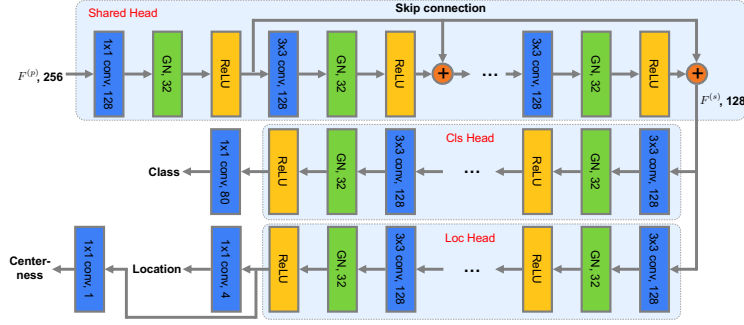 Shared Head
Skip connection
F^(p), 256
1x1 conv, 128
GN, 32
ReLU
3x3 conv, 128
GN, 32
ReLU
+
...
3x3 conv, 128
GN, 32
ReLU
+
F^(s), 128
Cls Head
Class
1x1 conv, 80
ReLU
GN, 32
3x3 conv, 128
...
ReLU
GN, 32
3x3 conv, 128
Loc Head
Center-
ness
1x1 conv, 1
Location
1x1 conv, 4
ReLU
GN, 32
3x3 conv, 128
...
ReLU
GN, 32
3x3 conv, 128